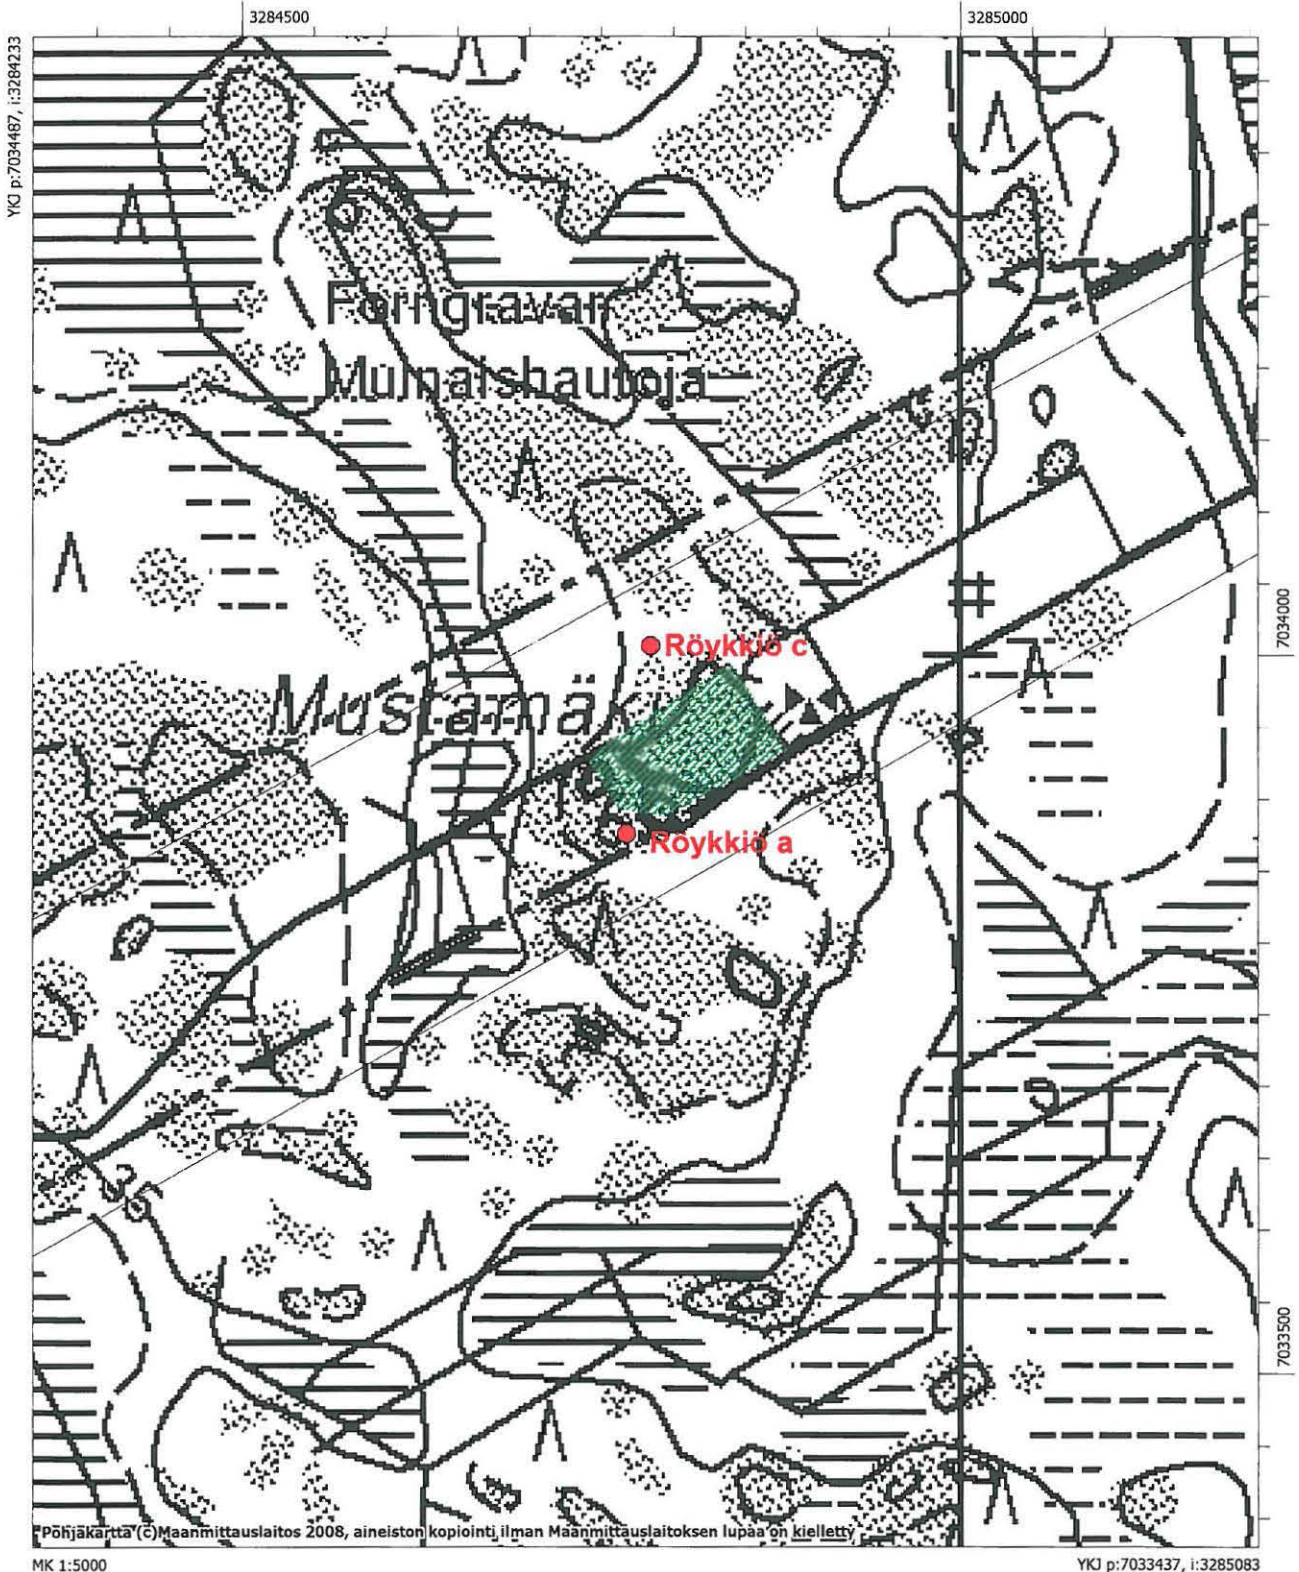 3284500
3285000
YKJ p:7034487, i:3284233
Forngravar
Muinaishautoja
7034000
Röykkiö c
Mustamä
Röykkiö a
7033500
Pohjakartta (c)Maanmittauslaitos 2008, aineiston kopiointi ilman Maanmittauslaitoksen lupaa on kielletty
MK 1:5000
YKJ p:7033437, i:3285083